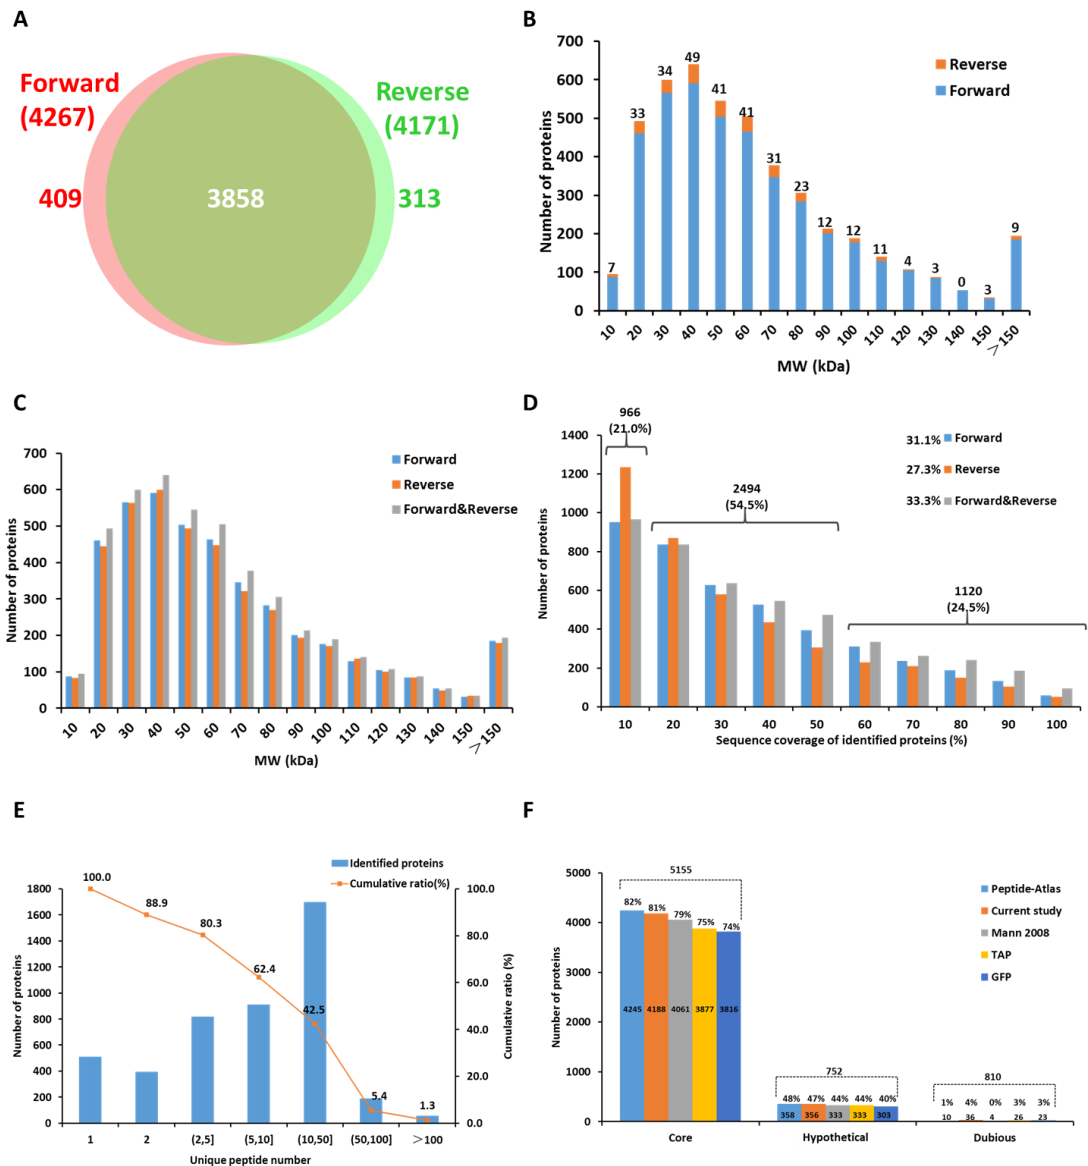 A
Forward
(4267)
Reverse
(4171)
409
3858
313
B
700
600
500
400
300
200
100
0
Number of proteins
7
33
34
49
41
41
31
23
12
12
11
4
3
0
3
9
Reverse
Forward
10
20
30
40
50
60
70
80
90
100
110
120
130
140
150
>150
MW (kDa)
C
700
600
500
400
300
200
100
0
Number of proteins
Forward
Reverse
Forward&Reverse
10
20
30
40
50
60
70
80
90
100
110
120
130
140
150
>150
MW (kDa)
D
1400
1200
1000
800
600
400
200
0
Number of proteins
966
(21.0%)
2494
(54.5%)
1120
(24.5%)
31.1% Forward
27.3% Reverse
33.3% Forward&Reverse
10 20 30 40 50 60 70 80 90 100
Sequence coverage of identified proteins (%)
E
Identified proteins
Cumulative ratio(%)
1800
1600
1400
1200
1000
800
600
400
200
0
Number of proteins
100.0
88.9
80.3
62.4
42.5
5.4
1.3
100.0
80.0
60.0
40.0
20.0
0.0
Cumulative ratio (%)
1 2 (2,5] (5,10] (10,50] (50,100] >100
Unique peptide number
F
5000
4000
3000
2000
1000
0
Number of proteins
5155
82% 81% 79% 75% 74%
4245 4188 4061 3877 3816
752
48% 47% 44% 44% 40%
358 356 333 333 303
810
1% 4% 0% 3% 3%
10 36 4 26 23
Peptide-Atlas
Current study
Mann 2008
TAP
GFP
Core Hypothetical Dubious